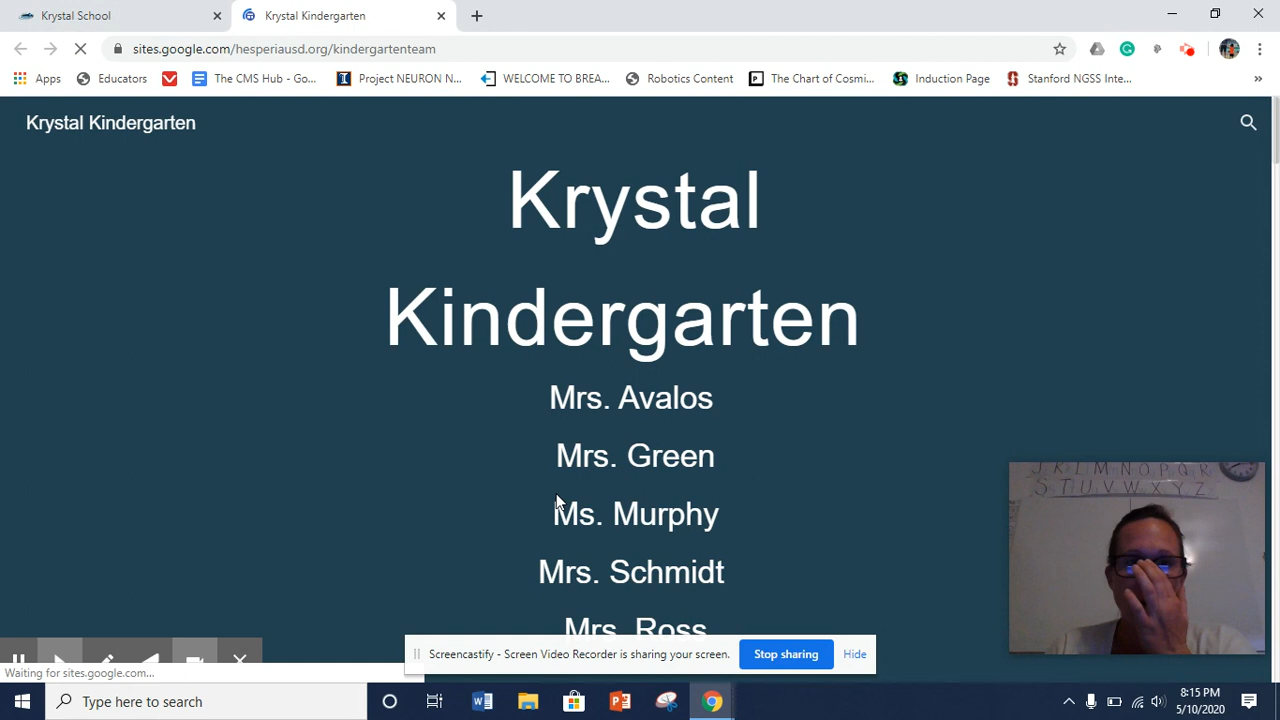 Krystal School
Krystal Kindergarten
sites.google.com/hesperiausd.org/kindergartenteam
Apps
Educators
The CMS Hub - Go...
Project NEURON N...
WELCOME TO BREA...
Robotics Content
The Chart of Cosmi...
Induction Page
Stanford NGSS Inte...
»
Krystal Kindergarten
Krystal
Kindergarten
Mrs. Avalos
Mrs. Green
Ms. Murphy
Mrs. Schmidt
Mrs. Ross
J K L M N O P Q R
S T U V W X Y Z
Screencastify - Screen Video Recorder is sharing your screen.
Stop sharing
Hide
Waiting for sites.google.com...
Type here to search
8:15 PM
5/10/2020